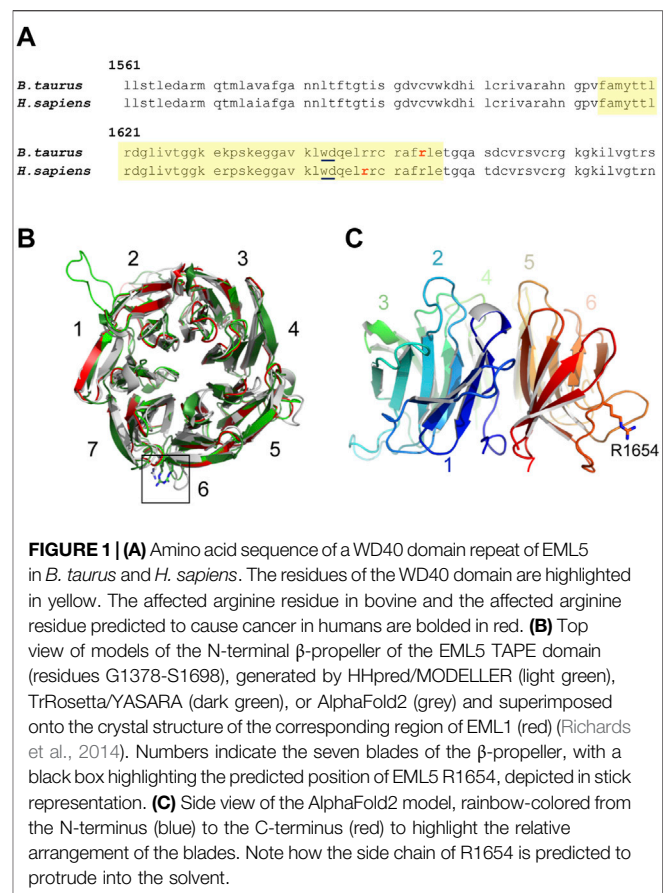 A
1561
B.taurus llstledarm qtmlavafga nnltftgtis gdvcvwkdhi lcrivarahn gpvfamyttl
H.sapiens llstledarm qtmlaiafga nnltftgtis gdvcvwkdhi lcrivarahn gpvfamyttl
1621
B.taurus rdglivtggk ekpskeggav klwdqelrrc rafrletgqa sdcvrsvcrg kgkilvgtrs
H.sapiens rdglivtggk erpskeggav klwdqelrrc rafrletgqa tdcvrsvcrg kgkilvgtrn
B
2 3
1 4
7 5
6
C
2 5
3 4 6
R1654
1
FIGURE 1 | (A) Amino acid sequence of a WD40 domain repeat of EML5
in B. taurus and H. sapiens. The residues of the WD40 domain are highlighted
in yellow. The affected arginine residue in bovine and the affected arginine
residue predicted to cause cancer in humans are bolded in red. (B) Top
view of models of the N-terminal β-propeller of the EML5 TAPE domain
(residues G1378-S1698), generated by HHpred/MODELLER (light green),
TrRosetta/YASARA (dark green), or AlphaFold2 (grey) and superimposed
onto the crystal structure of the corresponding region of EML1 (red) (Richards
et al., 2014). Numbers indicate the seven blades of the β-propeller, with a
black box highlighting the predicted position of EML5 R1654, depicted in stick
representation. (C) Side view of the AlphaFold2 model, rainbow-colored from
the N-terminus (blue) to the C-terminus (red) to highlight the relative
arrangement of the blades. Note how the side chain of R1654 is predicted to
protrude into the solvent.